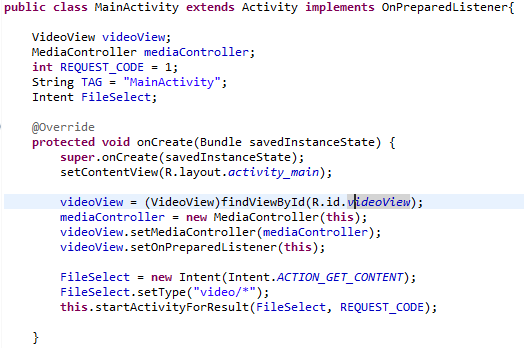 public class MainActivity extends Activity implements OnPreparedListener{
VideoView videoView;
MediaController mediaController;
int REQUEST_CODE = 1;
String TAG = "MainActivity";
Intent FileSelect;
@Override
protected void onCreate(Bundle savedInstanceState) {
super.onCreate(savedInstanceState);
setContentView(R.layout.activity_main);
videoView = (VideoView)findViewById(R.id.videoView);
mediaController = new MediaController(this);
videoView.setMediaController(mediaController);
videoView.setOnPreparedListener(this);
FileSelect = new Intent(Intent.ACTION_GET_CONTENT);
FileSelect.setType("video/*");
this.startActivityForResult(FileSelect, REQUEST_CODE);
}